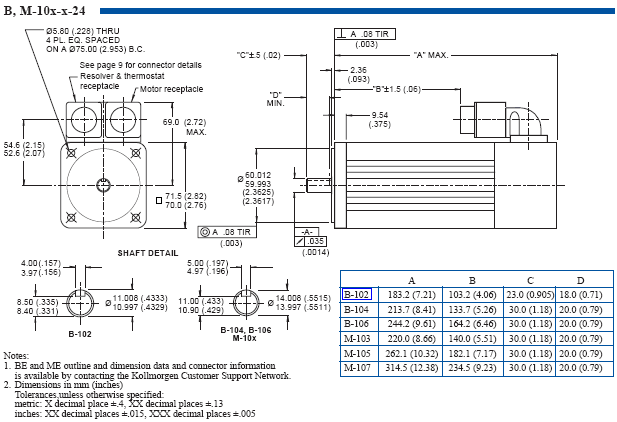 B, M-10x-x-24
Ø5.80 (.228) THRU
4 PL. EQ. SPACED
ON A Ø75.00 (2.953) B.C.
See page 9 for connector details
Resolver & thermostat
receptacle
Motor receptacle
54.6 (2.15)
52.6 (2.07)
69.0 (2.72)
MAX.
71.5 (2.82)
70.0 (2.76)
A .08 TIR
(.003)
"C"±.5 (.02)
"A" MAX.
2.36
(.093)
"B"±1.5 (.06)
"D"
MIN.
9.54
(.375)
Ø 60.012
59.993
(2.3625)
(2.3617)
A .08 TIR
(.003)
-A-
.035
(.0014)
SHAFT DETAIL
4.00(.157)
3.97(.156)
8.50 (.335)
8.40 (.331)
Ø 11.008 (.4333)
10.997 (.4329)
B-102
5.00 (.197)
4.97 (.196)
11.00 (.433)
10.90 (.429)
Ø 14.008 (.5515)
13.997 (.5511)
B-104, B-106
M-10x
A B C D
B-102 183.2 (7.21) 103.2 (4.06) 23.0 (0.905) 18.0 (0.71)
B-104 213.7 (8.41) 133.7 (5.26) 30.0 (1.18) 20.0 (0.79)
B-106 244.2 (9.61) 164.2 (6.46) 30.0 (1.18) 20.0 (0.79)
M-103 220.0 (8.66) 140.0 (5.51) 30.0 (1.18) 20.0 (0.79)
M-105 262.1 (10.32) 182.1 (7.17) 30.0 (1.18) 20.0 (0.79)
M-107 314.5 (12.38) 234.5 (9.23) 30.0 (1.18) 20.0 (0.79)
Notes:
1. BE and ME outline and dimension data and connector information
is available by contacting the Kollmorgen Customer Support Network.
2. Dimensions in mm (inches)
Tolerances unless otherwise specified:
metric: X decimal place ±.4, XX decimal places ±.13
inches: XX decimal places ±.015, XXX decimal places ±.005